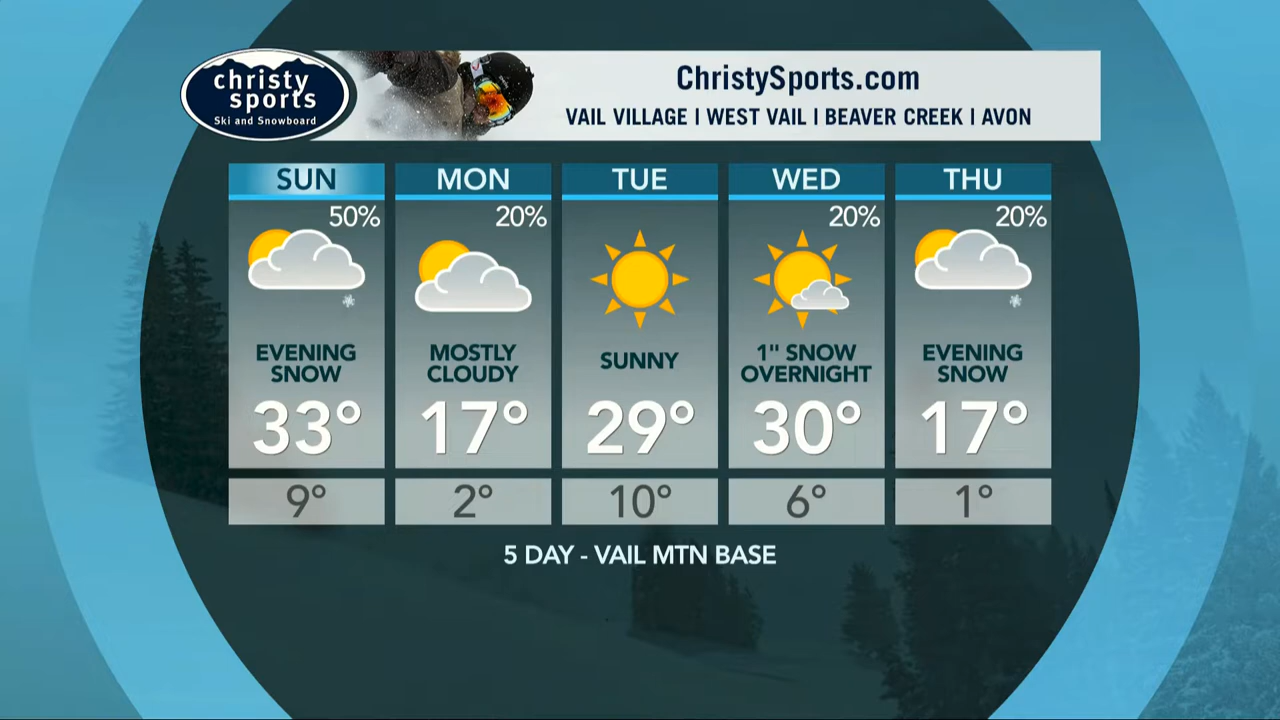 christy
sports
Ski and Snowboard
ChristySports.com
VAIL VILLAGE | WEST VAIL | BEAVER CREEK | AVON
SUN
50%
EVENING
SNOW
33°
9°
MON
20%
MOSTLY
CLOUDY
17°
2°
TUE
SUNNY
29°
10°
WED
20%
1" SNOW
OVERNIGHT
30°
6°
THU
20%
EVENING
SNOW
17°
1°
5 DAY - VAIL MTN BASE